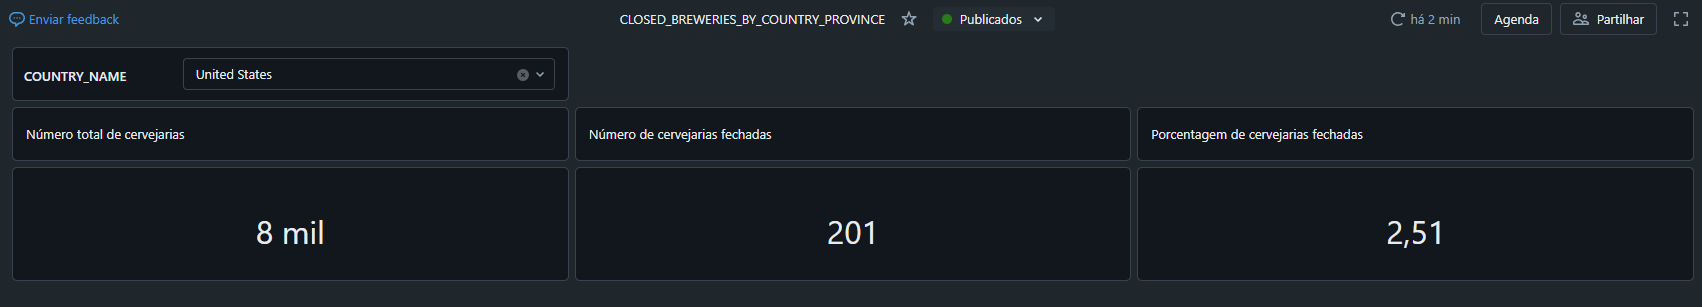 Enviar feedback
CLOSED_BREWERIES_BY_COUNTRY_PROVINCE
Publicados
há 2 min
Agenda
Partilhar
COUNTRY_NAME
United States
Número total de cervejarias
Número de cervejarias fechadas
Porcentagem de cervejarias fechadas
8 mil
201
2,51